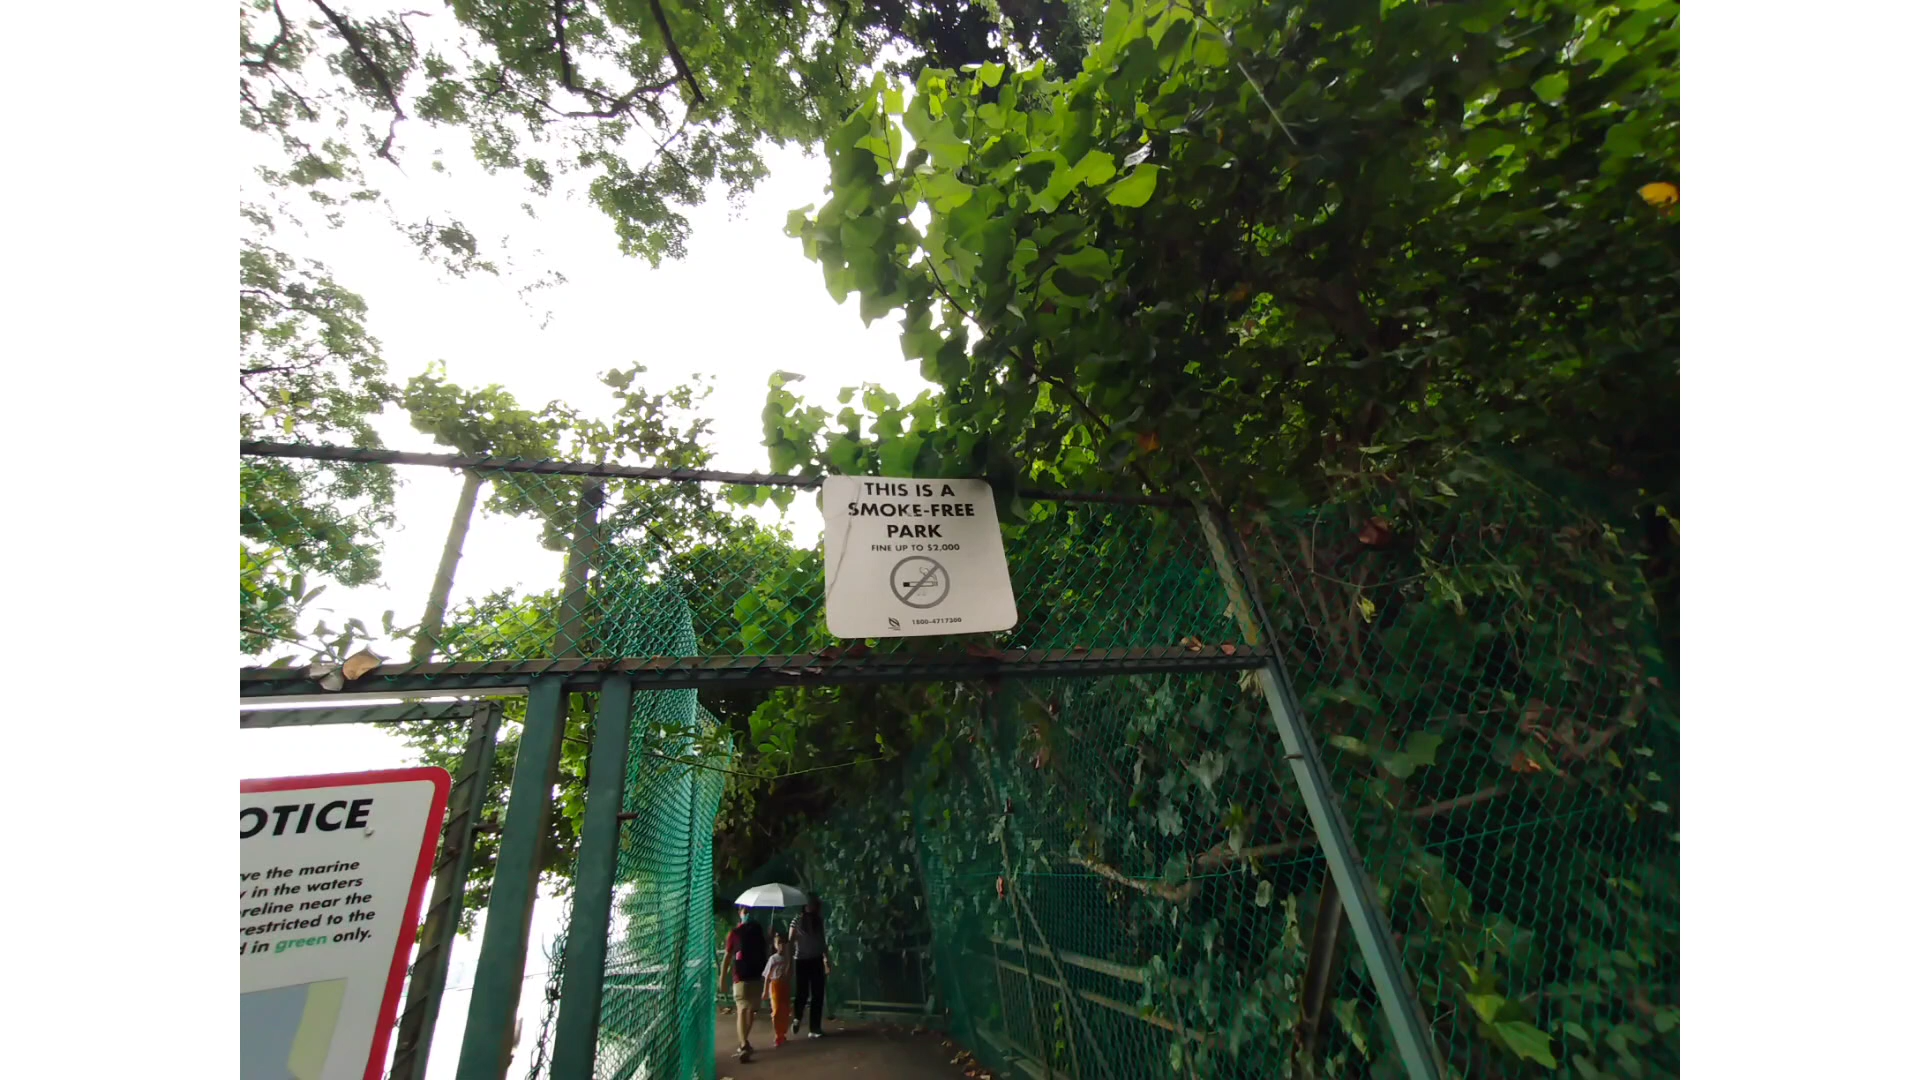 THIS IS A
SMOKE-FREE
PARK
FINE UP TO $2,000
1800-4717300
OTICE
ve the marine
y in the waters
reline near the
restricted to the
d in green only.